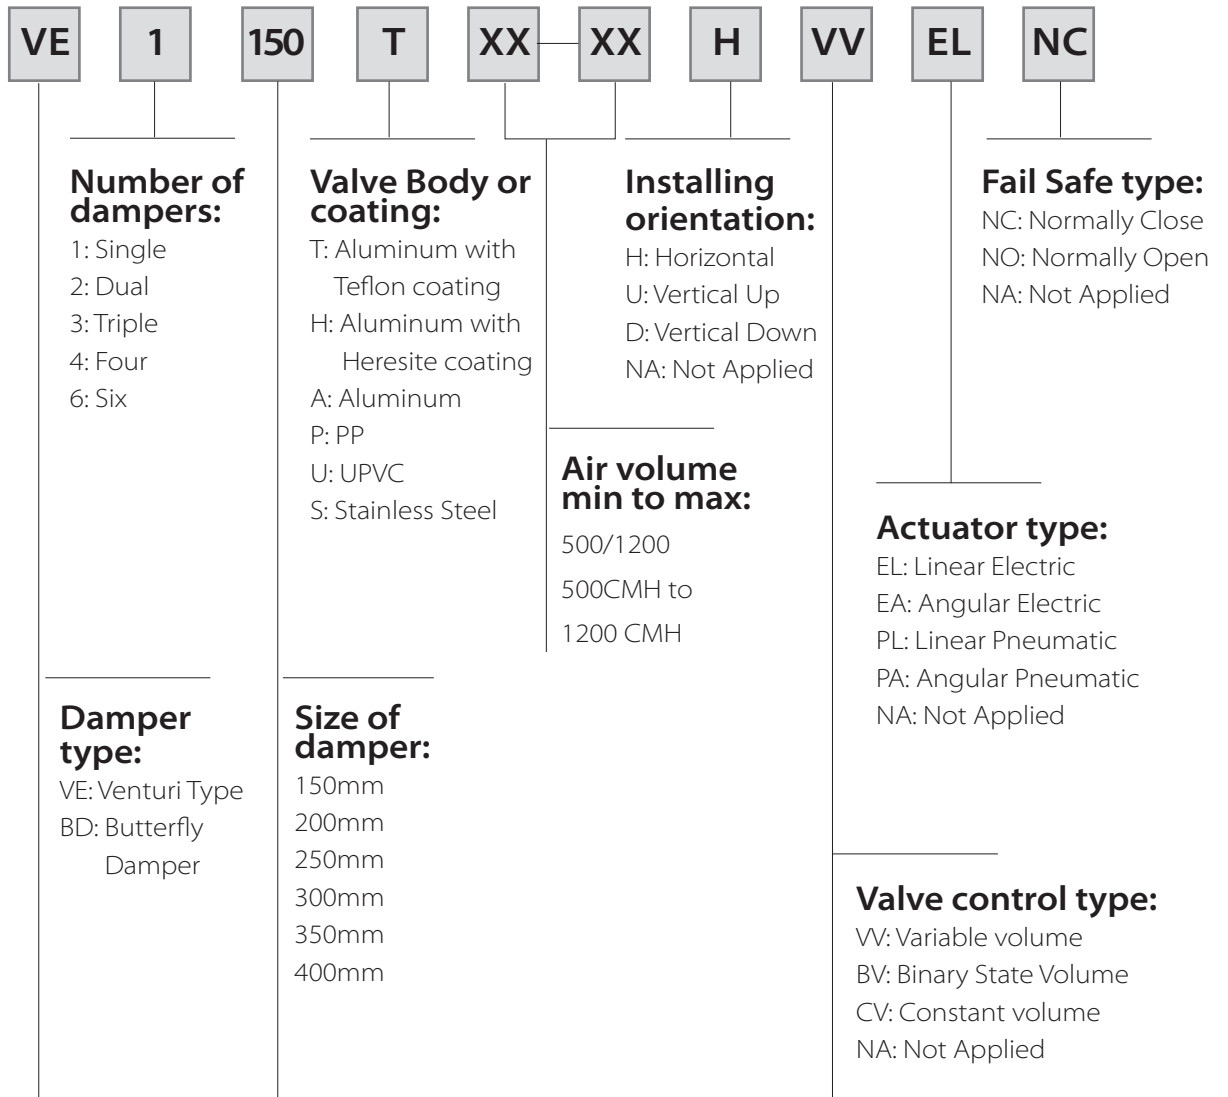 VE 1 150 T XX XX H VV EL NC
Number of
dampers:
1: Single
2: Dual
3: Triple
4: Four
6: Six
Valve Body or
coating:
T: Aluminum with
Teflon coating
H: Aluminum with
Heresite coating
A: Aluminum
P: PP
U: UPVC
S: Stainless Steel
Installing
orientation:
H: Horizontal
U: Vertical Up
D: Vertical Down
NA: Not Applied
Fail Safe type:
NC: Normally Close
NO: Normally Open
NA: Not Applied
Air volume
min to max:
500/1200
500CMH to
1200 CMH
Actuator type:
EL: Linear Electric
EA: Angular Electric
PL: Linear Pneumatic
PA: Angular Pneumatic
NA: Not Applied
Damper
type:
VE: Venturi Type
BD: Butterfly
Damper
Size of
damper:
150mm
200mm
250mm
300mm
350mm
400mm
Valve control type:
VV: Variable volume
BV: Binary State Volume
CV: Constant volume
NA: Not Applied